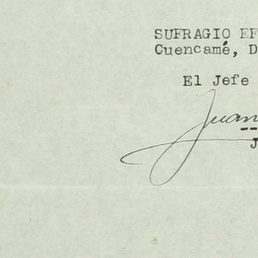 SUFRAGIO EF
Cuencamé, D
El Jefe
Juan
J